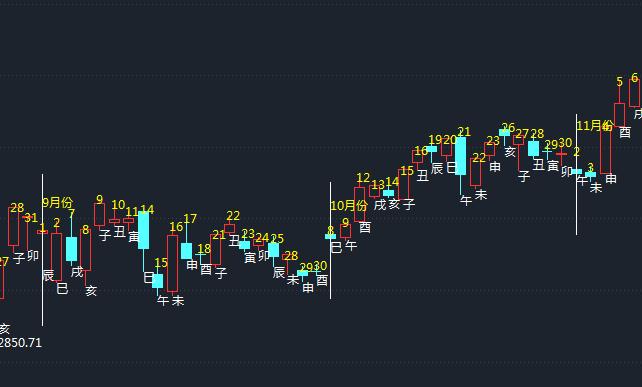 27
亥
2850.71
28
子
31
卯
9月份
1
辰
2
巳
7
戌
8
亥
9
子
10
丑
11
寅
14
巳
15
午
16
未
17
申
18
酉
21
子
22
丑
23
寅
24
卯
25
辰
28
未
29
申
30
酉
10月份
8
巳
9
午
12
酉
13
戌
14
亥
15
子
16
丑
19
辰
20
巳
21
午
22
未
23
申
26
亥
27
子
28
丑
29
寅
30
卯
11月份
2
午
3
未
4
申
5
酉
6
戌